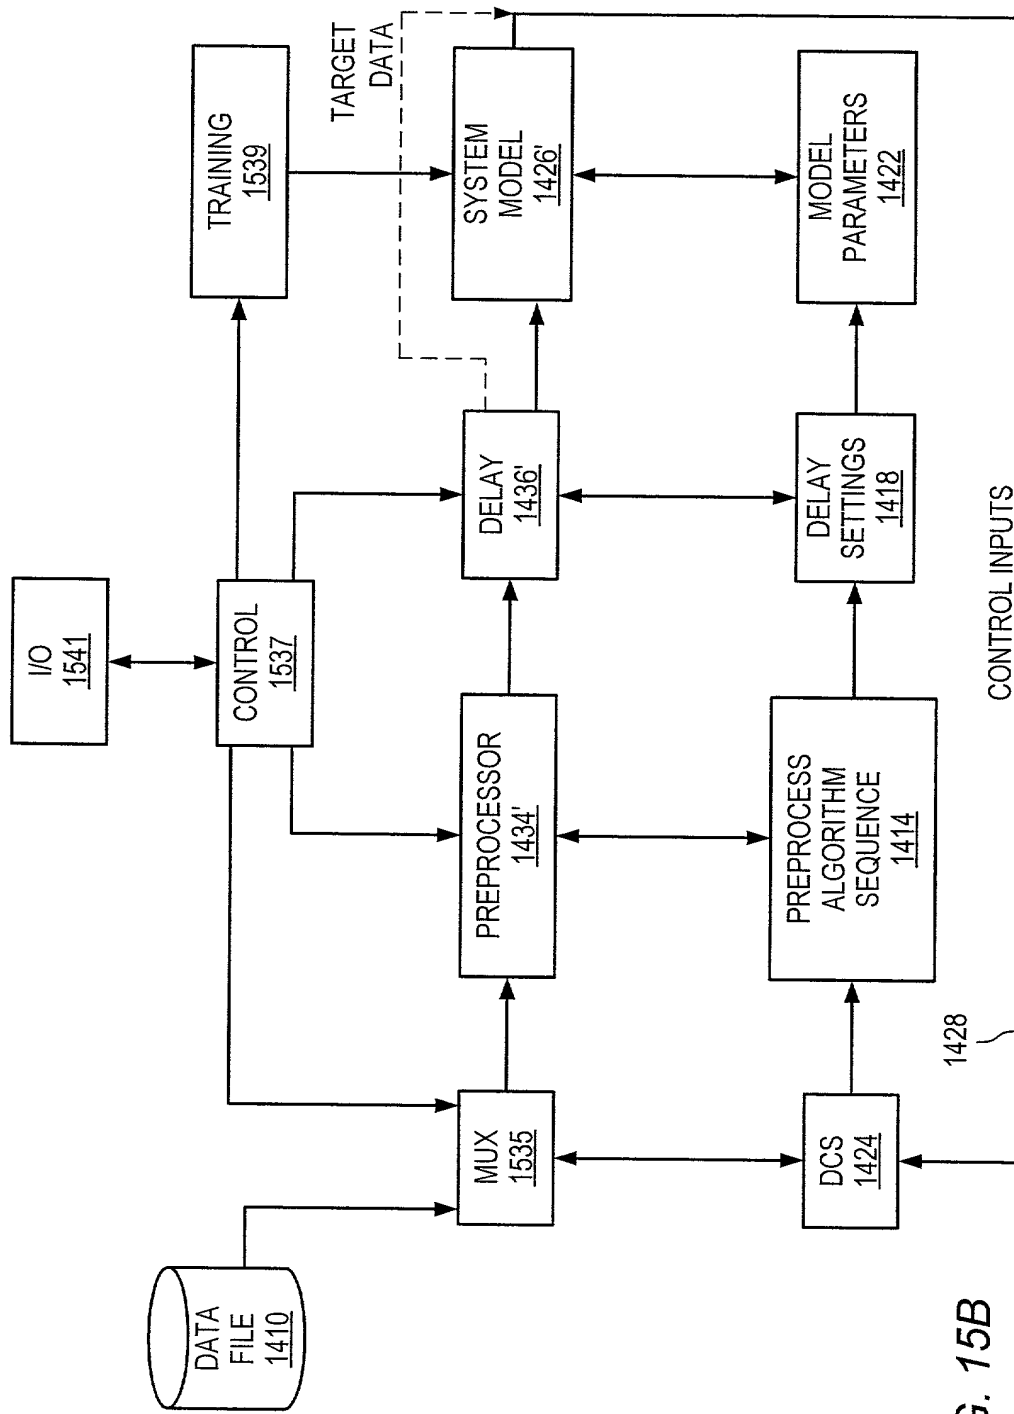 I/O
1541
DATA
FILE
1410
CONTROL
1537
TRAINING
1539
TARGET
DATA
MUX
1535
PREPROCESSOR
1434'
DELAY
1436'
SYSTEM
MODEL
1426'
DCS
1424
PREPROCESS
ALGORITHM
SEQUENCE
1414
DELAY
SETTINGS
1418
MODEL
PARAMETERS
1422
1428
CONTROL INPUTS
G. 15B